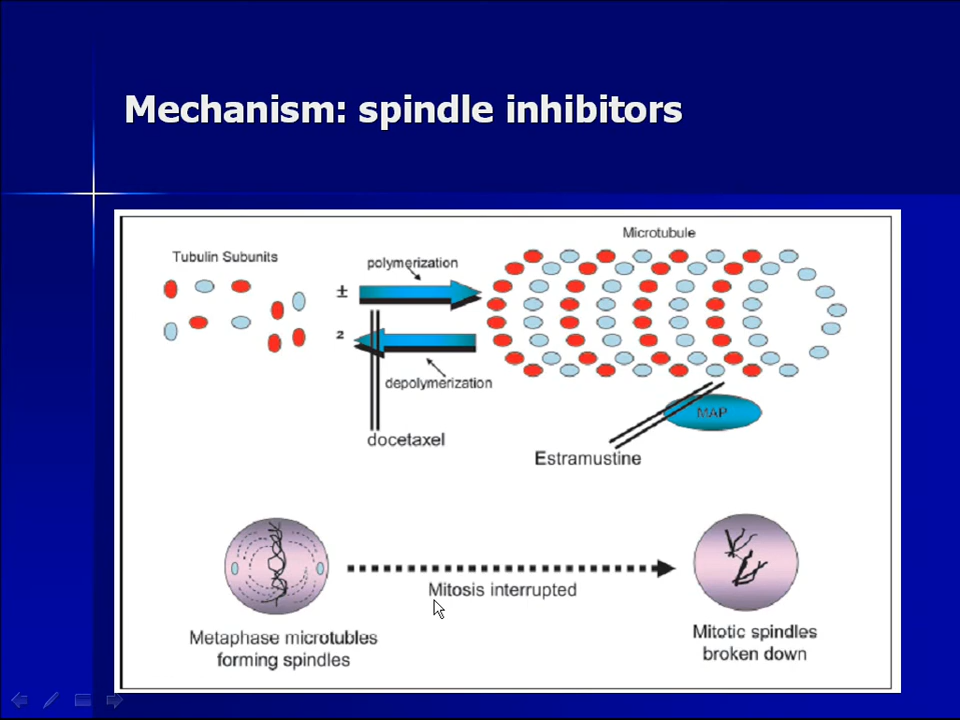 Mechanism: spindle inhibitors
Microtubule
Tubulin Subunits
polymerization
±
2
depolymerization
docetaxel
MAP
Estramustine
Mitosis interrupted
Metaphase microtubles
forming spindles
Mitotic spindles
broken down